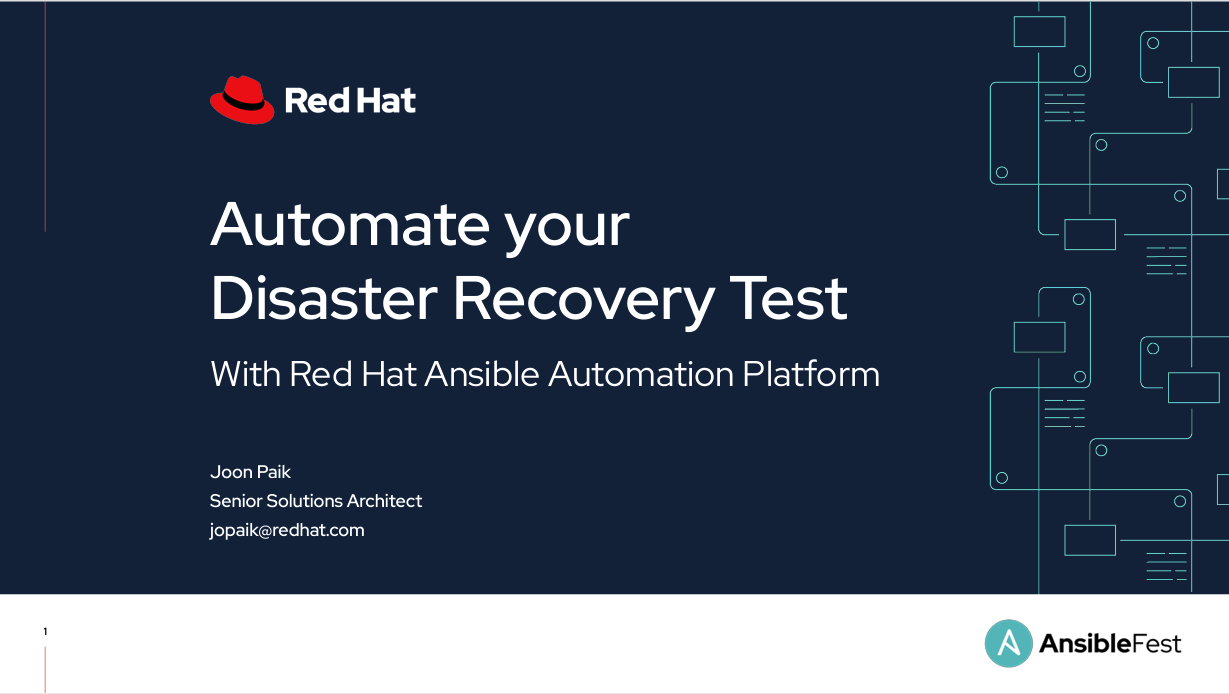 Red Hat
Automate your
Disaster Recovery Test
With Red Hat Ansible Automation Platform
Joon Paik
Senior Solutions Architect
jopaik@redhat.com
1
A AnsibleFest